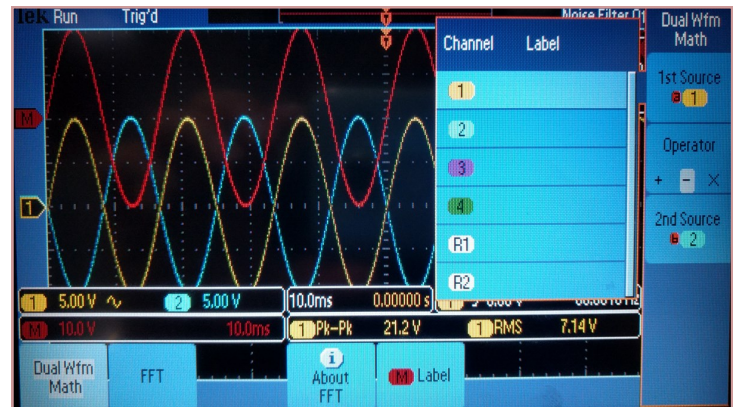 Tek Run Trig'd Noise Filter Of
Dual Wfm
Math
Channel Label
1
2
3
4
R1
R2
1st Source
a 1
Operator
+ - ×
2nd Source
b 2
M
1
1 5.00 V 2 5.00 V
10.0ms 0.00000 s
M 10.0 V 10.0ms
1 Pk-Pk 21.2 V 1 RMS 7.14 V
Dual Wfm
Math
FFT
i
About
FFT
M Label